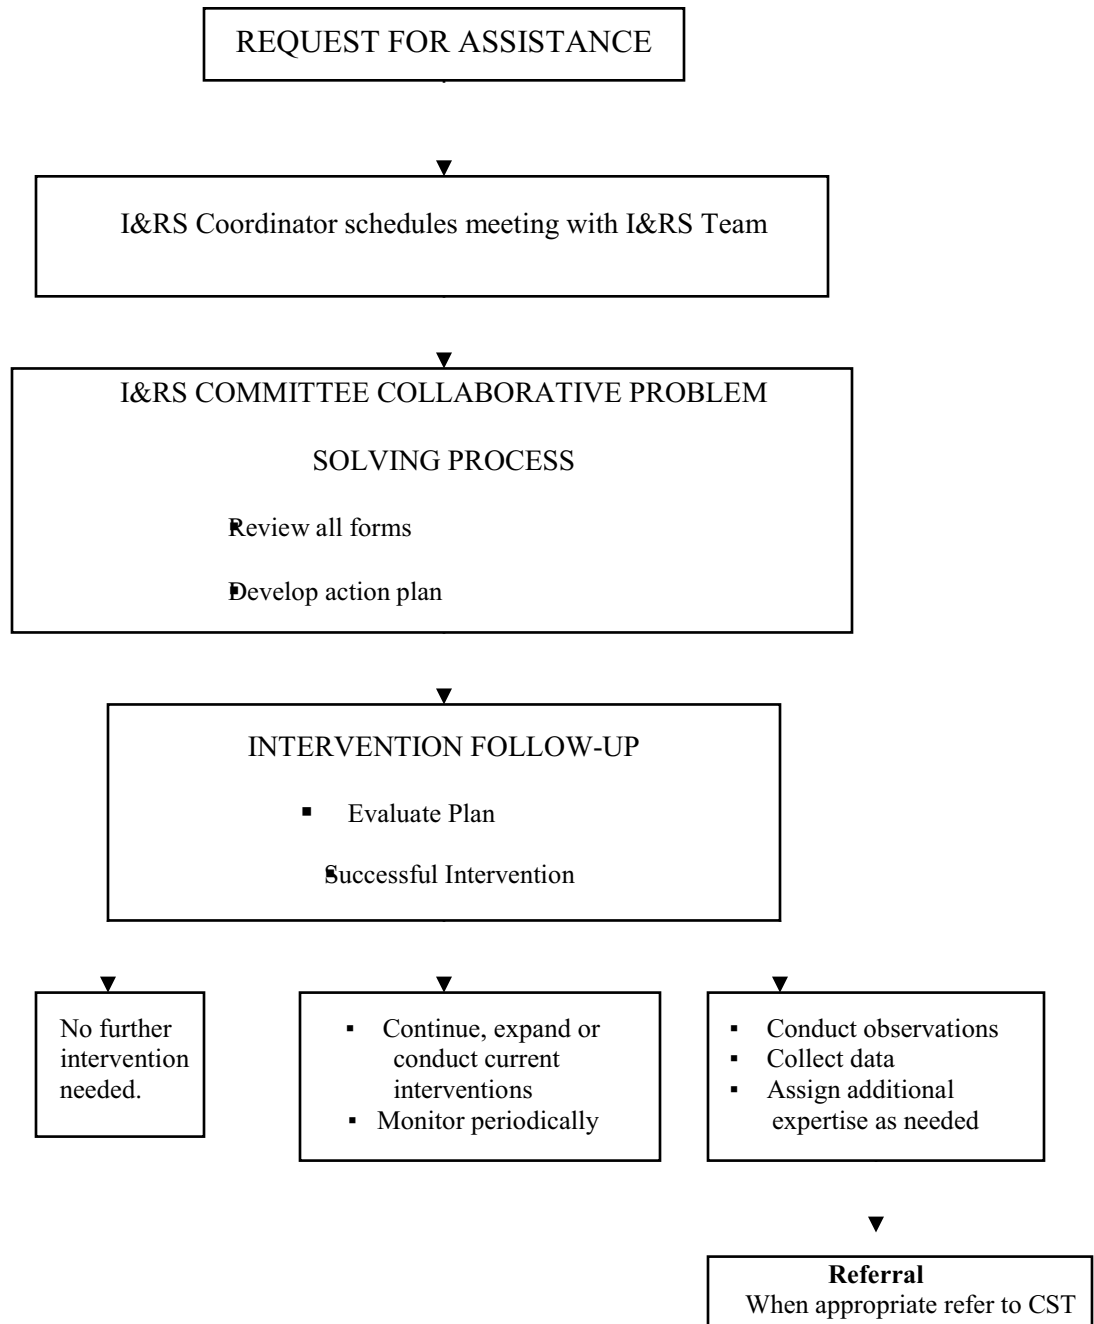 REQUEST FOR ASSISTANCE
I&RS Coordinator schedules meeting with I&RS Team
I&RS COMMITTEE COLLABORATIVE PROBLEM
SOLVING PROCESS
▪ Review all forms
▪ Develop action plan
INTERVENTION FOLLOW-UP
▪ Evaluate Plan
▪ Successful Intervention
No further
intervention
needed.
▪ Continue, expand or
conduct current
interventions
▪ Monitor periodically
▪ Conduct observations
▪ Collect data
▪ Assign additional
expertise as needed
Referral
When appropriate refer to CST